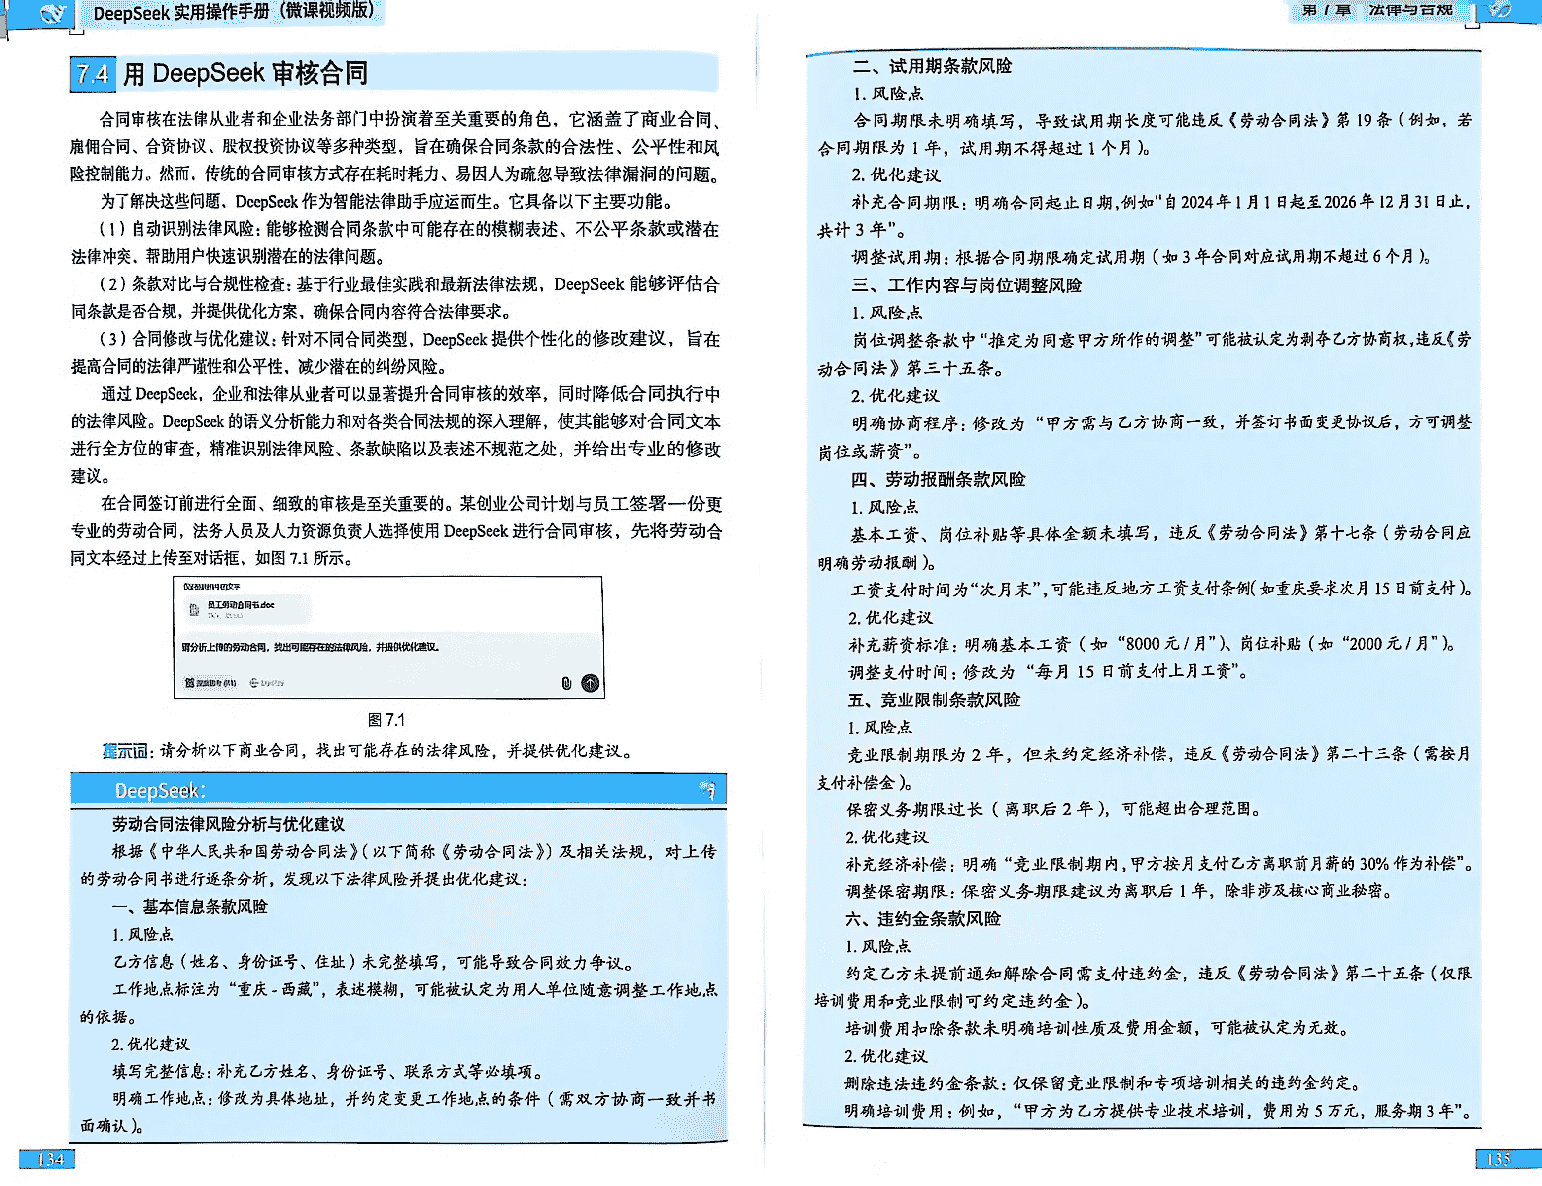 DeepSeek 实用操作手册（微课视频版）
7.4 用 DeepSeek 审核合同
合同审核在法律从业者和企业法务部门中扮演着至关重要的角色，它涵盖了商业合同、
雇佣合同、合资协议、股权投资协议等多种类型，旨在确保合同条款的合法性、公平性和风
险控制能力。然而，传统的合同审核方式存在耗时耗力、易因人为疏忽导致法律漏洞的问题。
为了解决这些问题，DeepSeek 作为智能法律助手应运而生。它具备以下主要功能。
（1）自动识别法律风险：能够检测合同条款中可能存在的模糊表述、不公平条款或潜在
法律冲突，帮助用户快速识别潜在的法律问题。
（2）条款对比与合规性检查：基于行业最佳实践和最新法律法规，DeepSeek 能够评估合
同条款是否合规，并提供优化方案，确保合同内容符合法律要求。
（3）合同修改与优化建议：针对不同合同类型，DeepSeek 提供个性化的修改建议，旨在
提高合同的法律严谨性和公平性，减少潜在的纠纷风险。
通过 DeepSeek，企业和法律从业者可以显著提升合同审核的效率，同时降低合同执行中
的法律风险。DeepSeek 的语义分析能力和对各类合同法规的深入理解，使其能够对合同文本
进行全方位的审查，精准识别法律风险、条款缺陷以及表述不规范之处，并给出专业的修改
建议。
在合同签订前进行全面、细致的审核是至关重要的。某创业公司计划与员工签署一份更
专业的劳动合同，法务人员及人力资源负责人选择使用 DeepSeek 进行合同审核，先将劳动合
同文本经过上传至对话框，如图 7.1 所示。
仅识别附件中的文字
员工劳动合同书.doc
请分析上传的劳动合同，找出可能存在的法律风险，并提供优化建议。
深度思考 (R1)
图 7.1
提示词：请分析以下商业合同，找出可能存在的法律风险，并提供优化建议。
DeepSeek：
劳动合同法律风险分析与优化建议
根据《中华人民共和国劳动合同法》（以下简称《劳动合同法》）及相关法规，对上传
的劳动合同书进行逐条分析，发现以下法律风险并提出优化建议：
一、基本信息条款风险
1. 风险点
乙方信息（姓名、身份证号、住址）未完整填写，可能导致合同效力争议。
工作地点标注为“重庆 - 西藏”，表述模糊，可能被认定为用人单位随意调整工作地点
的依据。
2. 优化建议
填写完整信息：补充乙方姓名、身份证号、联系方式等必填项。
明确工作地点：修改为具体地址，并约定变更工作地点的条件（需双方协商一致并书
面确认）。
134
第 7 章 法律与合规
二、试用期条款风险
1. 风险点
合同期限未明确填写，导致试用期长度可能违反《劳动合同法》第 19 条（例如，若
合同期限为 1 年，试用期不得超过 1 个月）。
2. 优化建议
补充合同期限：明确合同起止日期，例如“自 2024 年 1 月 1 日起至 2026 年 12 月 31 日止，
共计 3 年”。
调整试用期：根据合同期限确定试用期（如 3 年合同对应试用期不超过 6 个月）。
三、工作内容与岗位调整风险
1. 风险点
岗位调整条款中“推定为同意甲方所作的调整”可能被认定为剥夺乙方协商权，违反《劳
动合同法》第三十五条。
2. 优化建议
明确协商程序：修改为 “甲方需与乙方协商一致，并签订书面变更协议后，方可调整
岗位或薪资”。
四、劳动报酬条款风险
1. 风险点
基本工资、岗位补贴等具体金额未填写，违反《劳动合同法》第十七条（劳动合同应
明确劳动报酬）。
工资支付时间为“次月末”，可能违反地方工资支付条例（如重庆要求次月 15 日前支付）。
2. 优化建议
补充薪资标准：明确基本工资（如 “8000 元 / 月”）、岗位补贴（如 “2000 元 / 月”）。
调整支付时间：修改为 “每月 15 日前支付上月工资”。
五、竞业限制条款风险
1. 风险点
竞业限制期限为 2 年，但未约定经济补偿，违反《劳动合同法》第二十三条（需按月
支付补偿金）。
保密义务期限过长（离职后 2 年），可能超出合理范围。
2. 优化建议
补充经济补偿：明确 “竞业限制期内，甲方按月支付乙方离职前月薪的 30% 作为补偿”。
调整保密期限：保密义务期限建议为离职后 1 年，除非涉及核心商业秘密。
六、违约金条款风险
1. 风险点
约定乙方未提前通知解除合同需支付违约金，违反《劳动合同法》第二十五条（仅限
培训费用和竞业限制可约定违约金）。
培训费用扣除条款未明确培训性质及费用金额，可能被认定为无效。
2. 优化建议
删除违法违约金条款：仅保留竞业限制和专项培训相关的违约金约定。
明确培训费用：例如，“甲方为乙方提供专业技术培训，费用为 5 万元，服务期 3 年”。
135